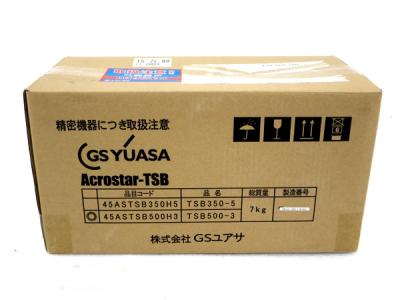 精密機器につき取扱注意
GS YUASA
Acrostar-TSB
品目コード 品名 総質量 製造番号
45ASTSB350H5 TSB350-5 7kg
45ASTSB500H3 TSB500-3
株式会社 GSユアサ